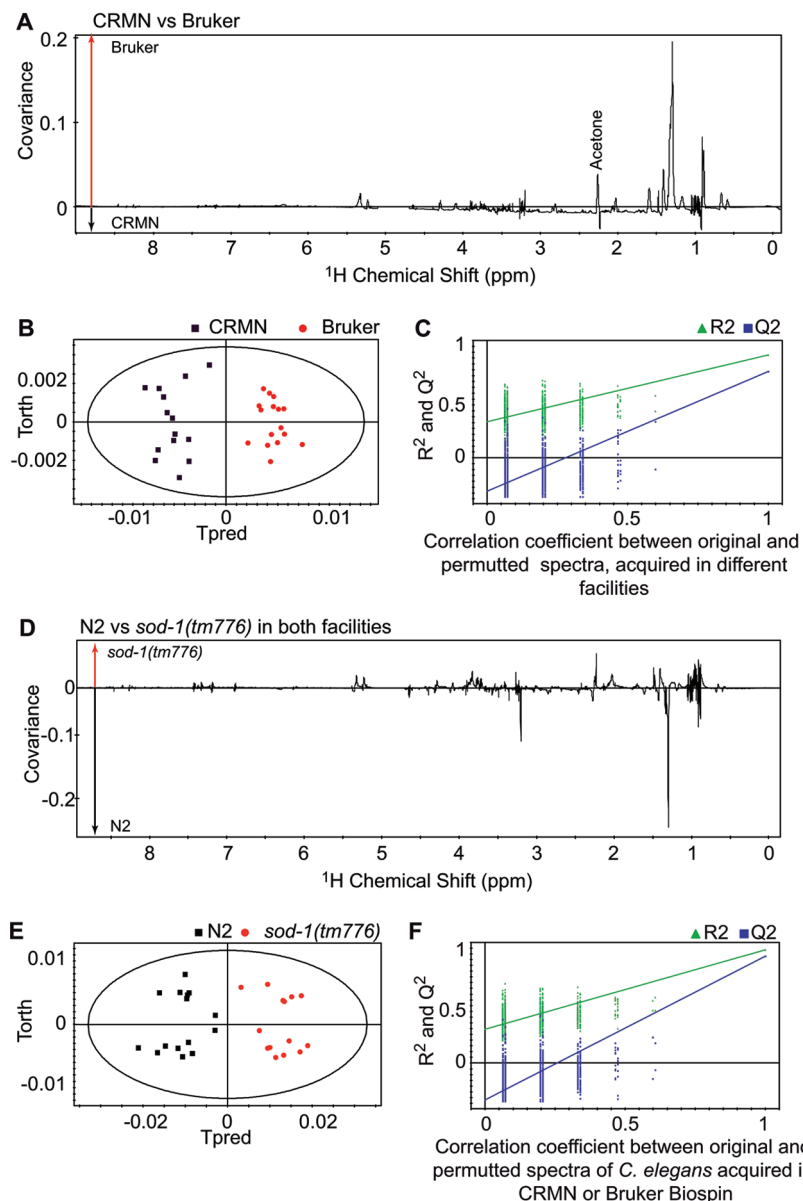 A
CRMN vs Bruker
Bruker
0.2
0.1
0
Covariance
Acetone
CRMN
8 7 6 5 4 3 2 1 0
1H Chemical Shift (ppm)
B
CRMN Bruker
0.002
0
-0.002
Torth
-0.01 0 0.01
Tpred
C
R2 Q2
1
0.5
0
R2 and Q2
0 0.5 1
Correlation coefficient between original and
permutted spectra, acquired in different
facilities
D
N2 vs sod-1(tm776) in both facilities
sod-1(tm776)
0
-0.1
-0.2
Covariance
N2
8 7 6 5 4 3 2 1 0
1H Chemical Shift (ppm)
E
N2 sod-1(tm776)
0.01
0
-0.01
Torth
-0.02 0 0.02
Tpred
F
R2 Q2
1
0.5
0
R2 and Q2
0 0.5 1
Correlation coefficient between original and
permutted spectra of C. elegans acquired i
CRMN or Bruker Biospin